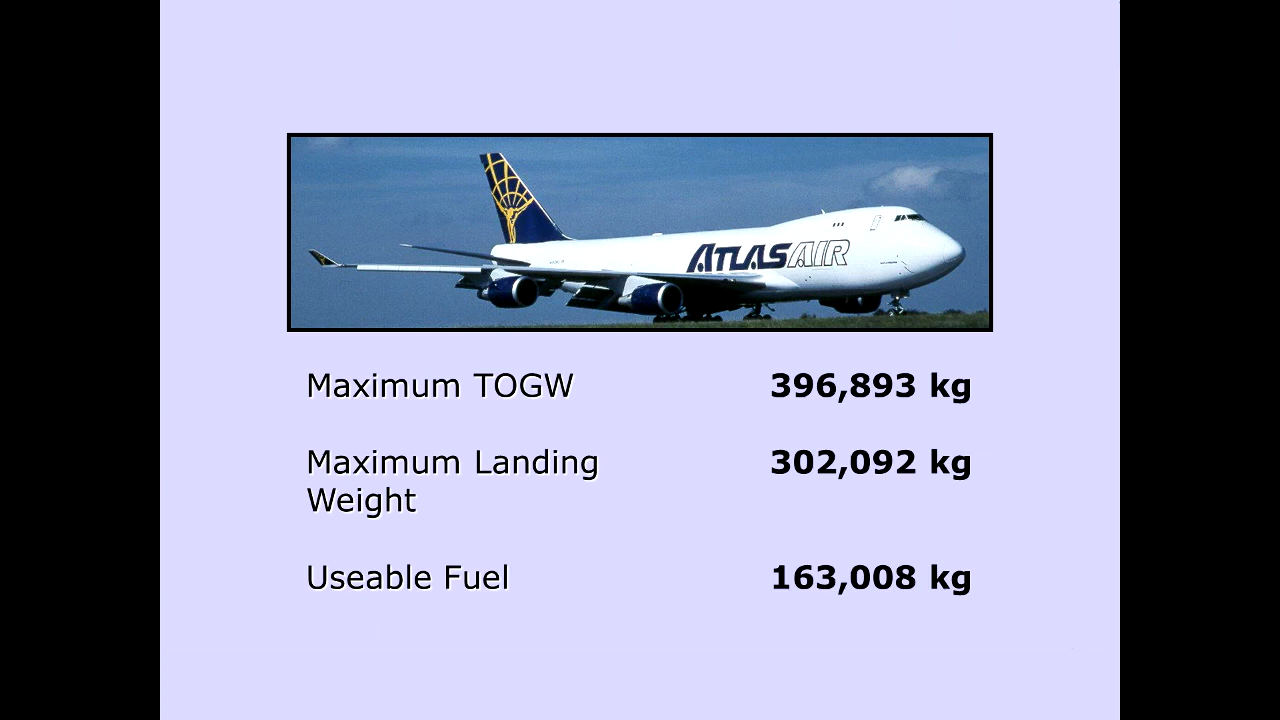 ATLAS AIR
Maximum TOGW 396,893 kg
Maximum Landing 302,092 kg
Weight
Useable Fuel 163,008 kg